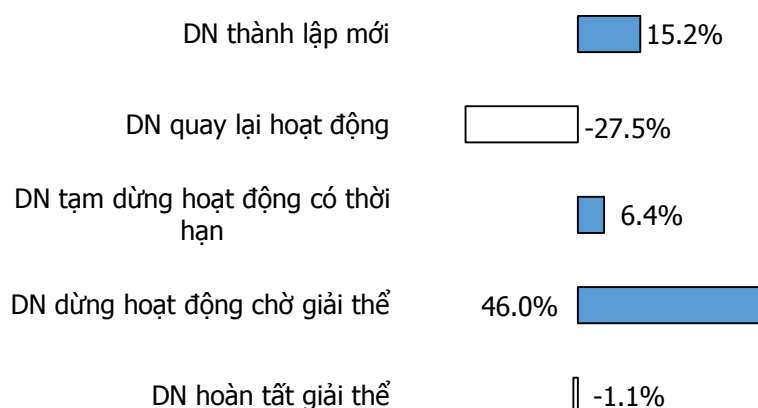 DN thành lập mới
15.2%
DN quay lại hoạt động
-27.5%
DN tạm dừng hoạt động có thời
hạn
6.4%
DN dừng hoạt động chờ giải thể
46.0%
DN hoàn tất giải thể
-1.1%